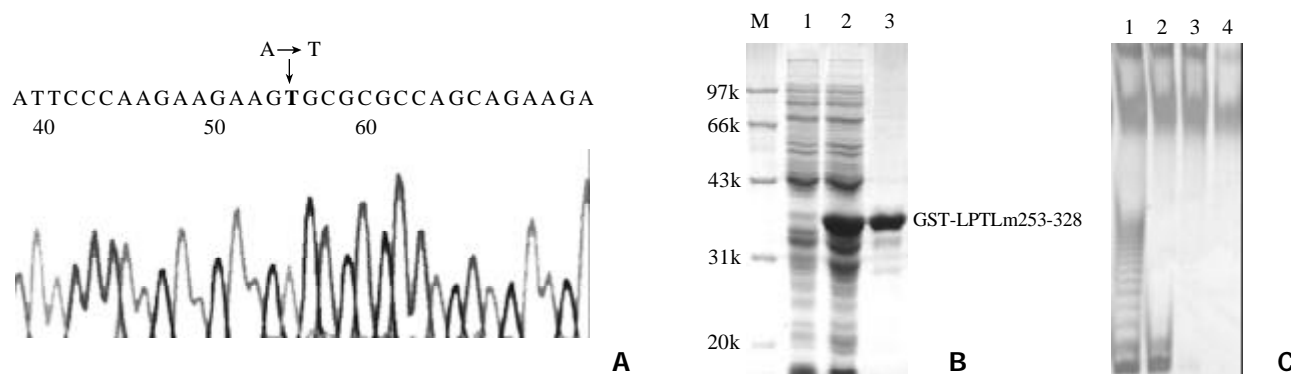 A→T
ATTCCCAAGAAGAAGTGCGCGCCAGCAGAAGA
40 50 60
A
M 1 2 3
97k
66k
43k
GST-LPTLm253-328
31k
20k
B
1 2 3 4
C